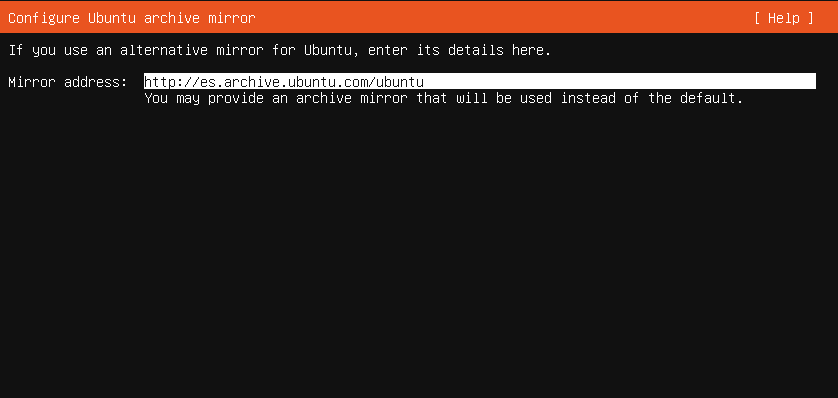 Configure Ubuntu archive mirror [ Help ]
If you use an alternative mirror for Ubuntu, enter its details here.
Mirror address: http://es.archive.ubuntu.com/ubuntu
You may provide an archive mirror that will be used instead of the default.